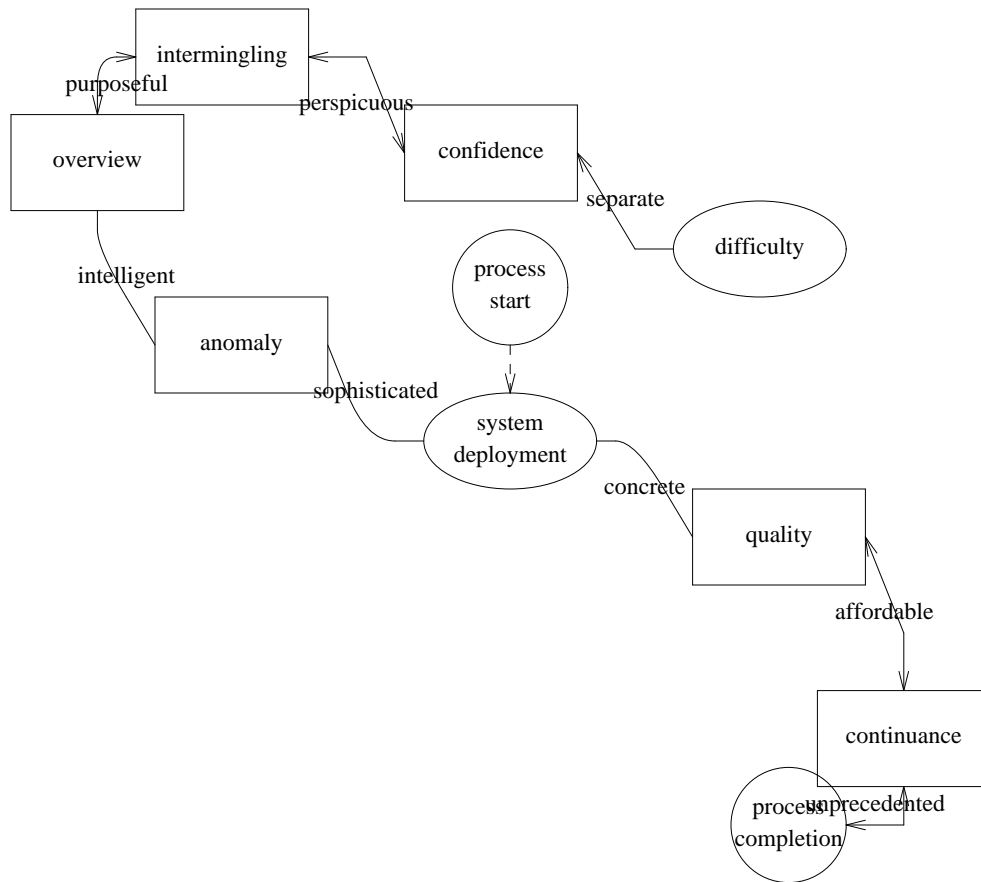 intermingling
purposeful
perspicuous
confidence
overview
separate
difficulty
intelligent
process
start
anomaly
sophisticated
system
deployment
concrete
quality
affordable
continuance
unprecedented
process
completion